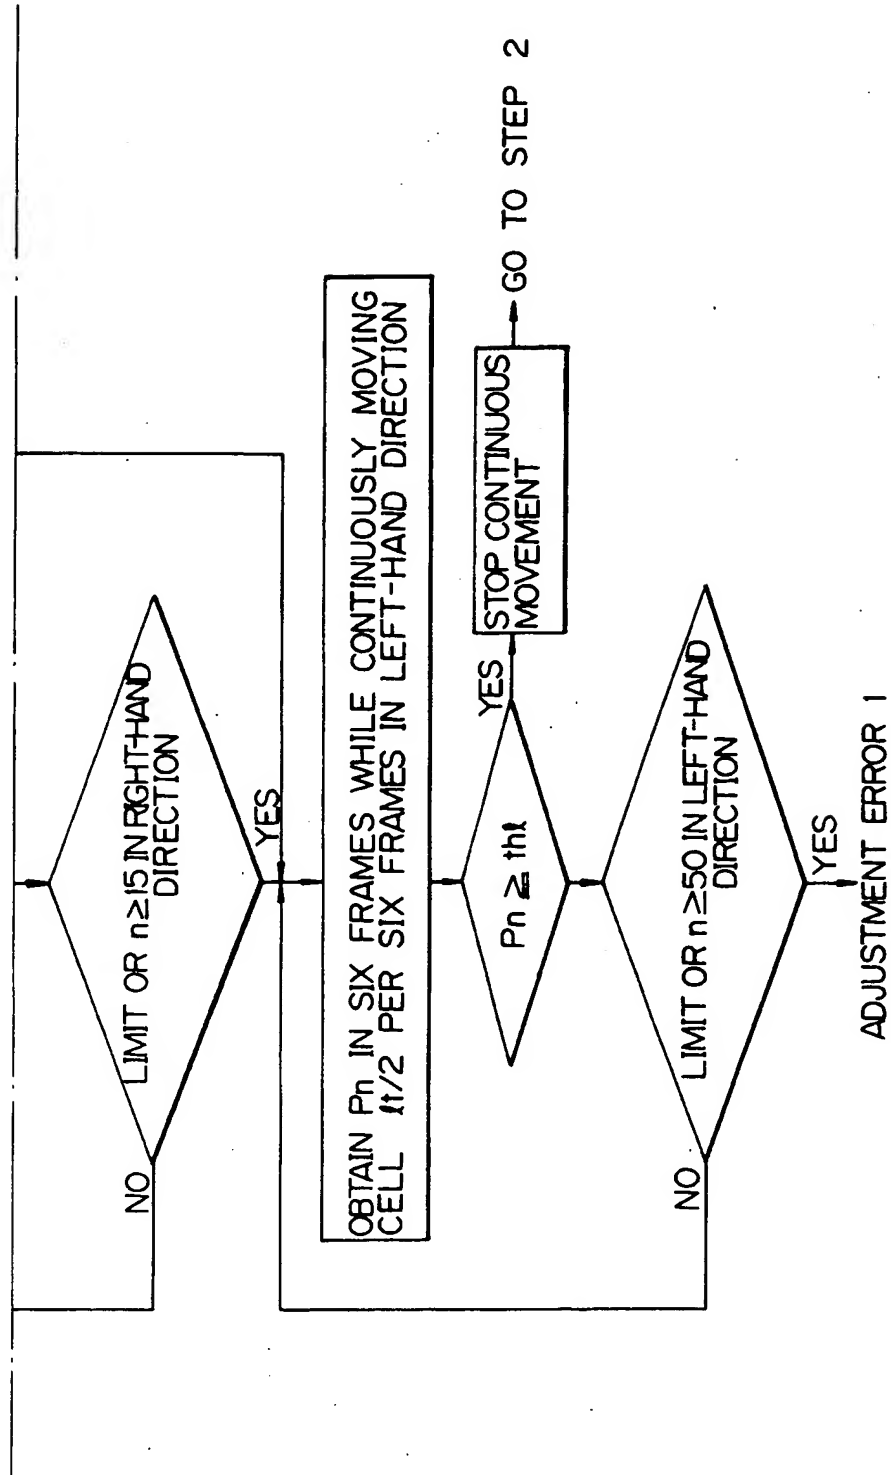 LIMIT OR n≥15 IN RIGHT-HAND
DIRECTION
NO
YES
OBTAIN Pn IN SIX FRAMES WHILE CONTINUOUSLY MOVING
CELL ℓt/2 PER SIX FRAMES IN LEFT-HAND DIRECTION
Pn ≥ thℓ
YES
STOP CONTINUOUS
MOVEMENT
GO TO STEP 2
LIMIT OR n≥50 IN LEFT-HAND
DIRECTION
NO
YES
ADJUSTMENT ERROR 1